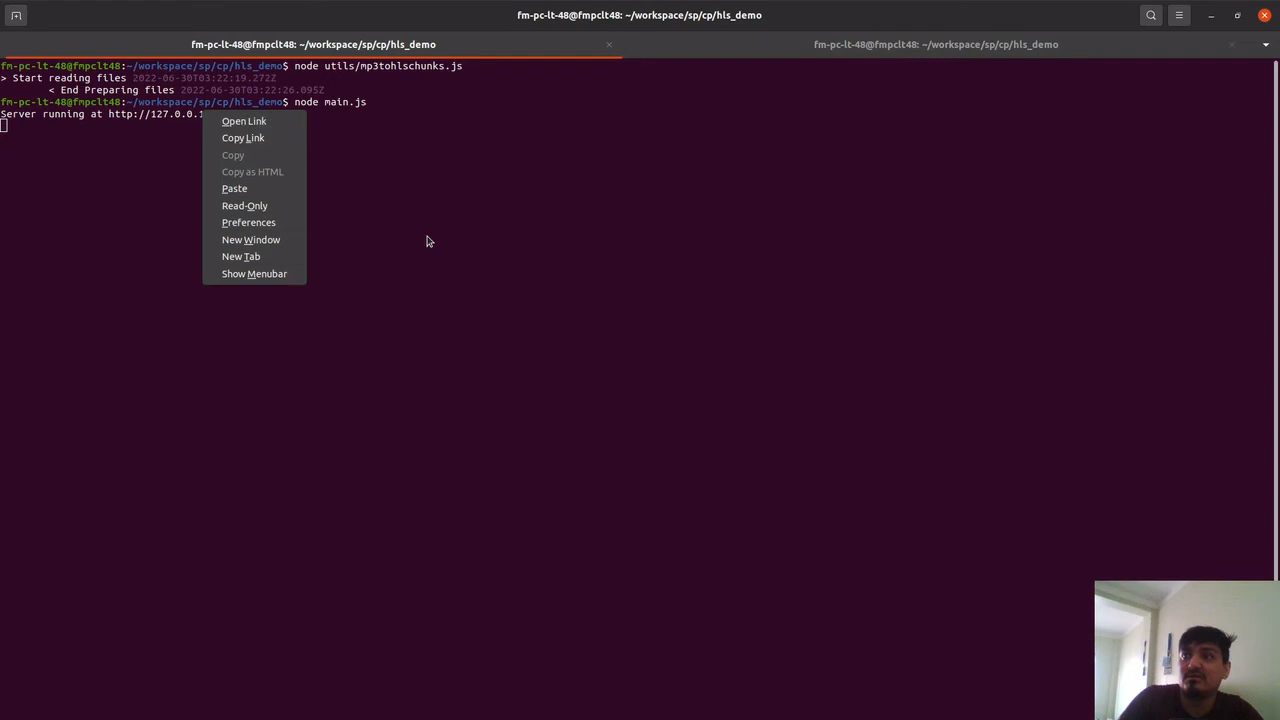 fm-pc-lt-48@fmpclt48: ~/workspace/sp/cp/hls_demo
fm-pc-lt-48@fmpclt48: ~/workspace/sp/cp/hls_demo
fm-pc-lt-48@fmpclt48: ~/workspace/sp/cp/hls_demo
fm-pc-lt-48@fmpclt48:~/workspace/sp/cp/hls_demo$ node utils/mp3tohlschunks.js
> Start reading files 2022-06-30T03:22:19.272Z
< End Preparing files 2022-06-30T03:22:26.095Z
fm-pc-lt-48@fmpclt48:~/workspace/sp/cp/hls_demo$ node main.js
Server running at http://127.0.0.1
Open Link
Copy Link
Copy
Copy as HTML
Paste
Read-Only
Preferences
New Window
New Tab
Show Menubar